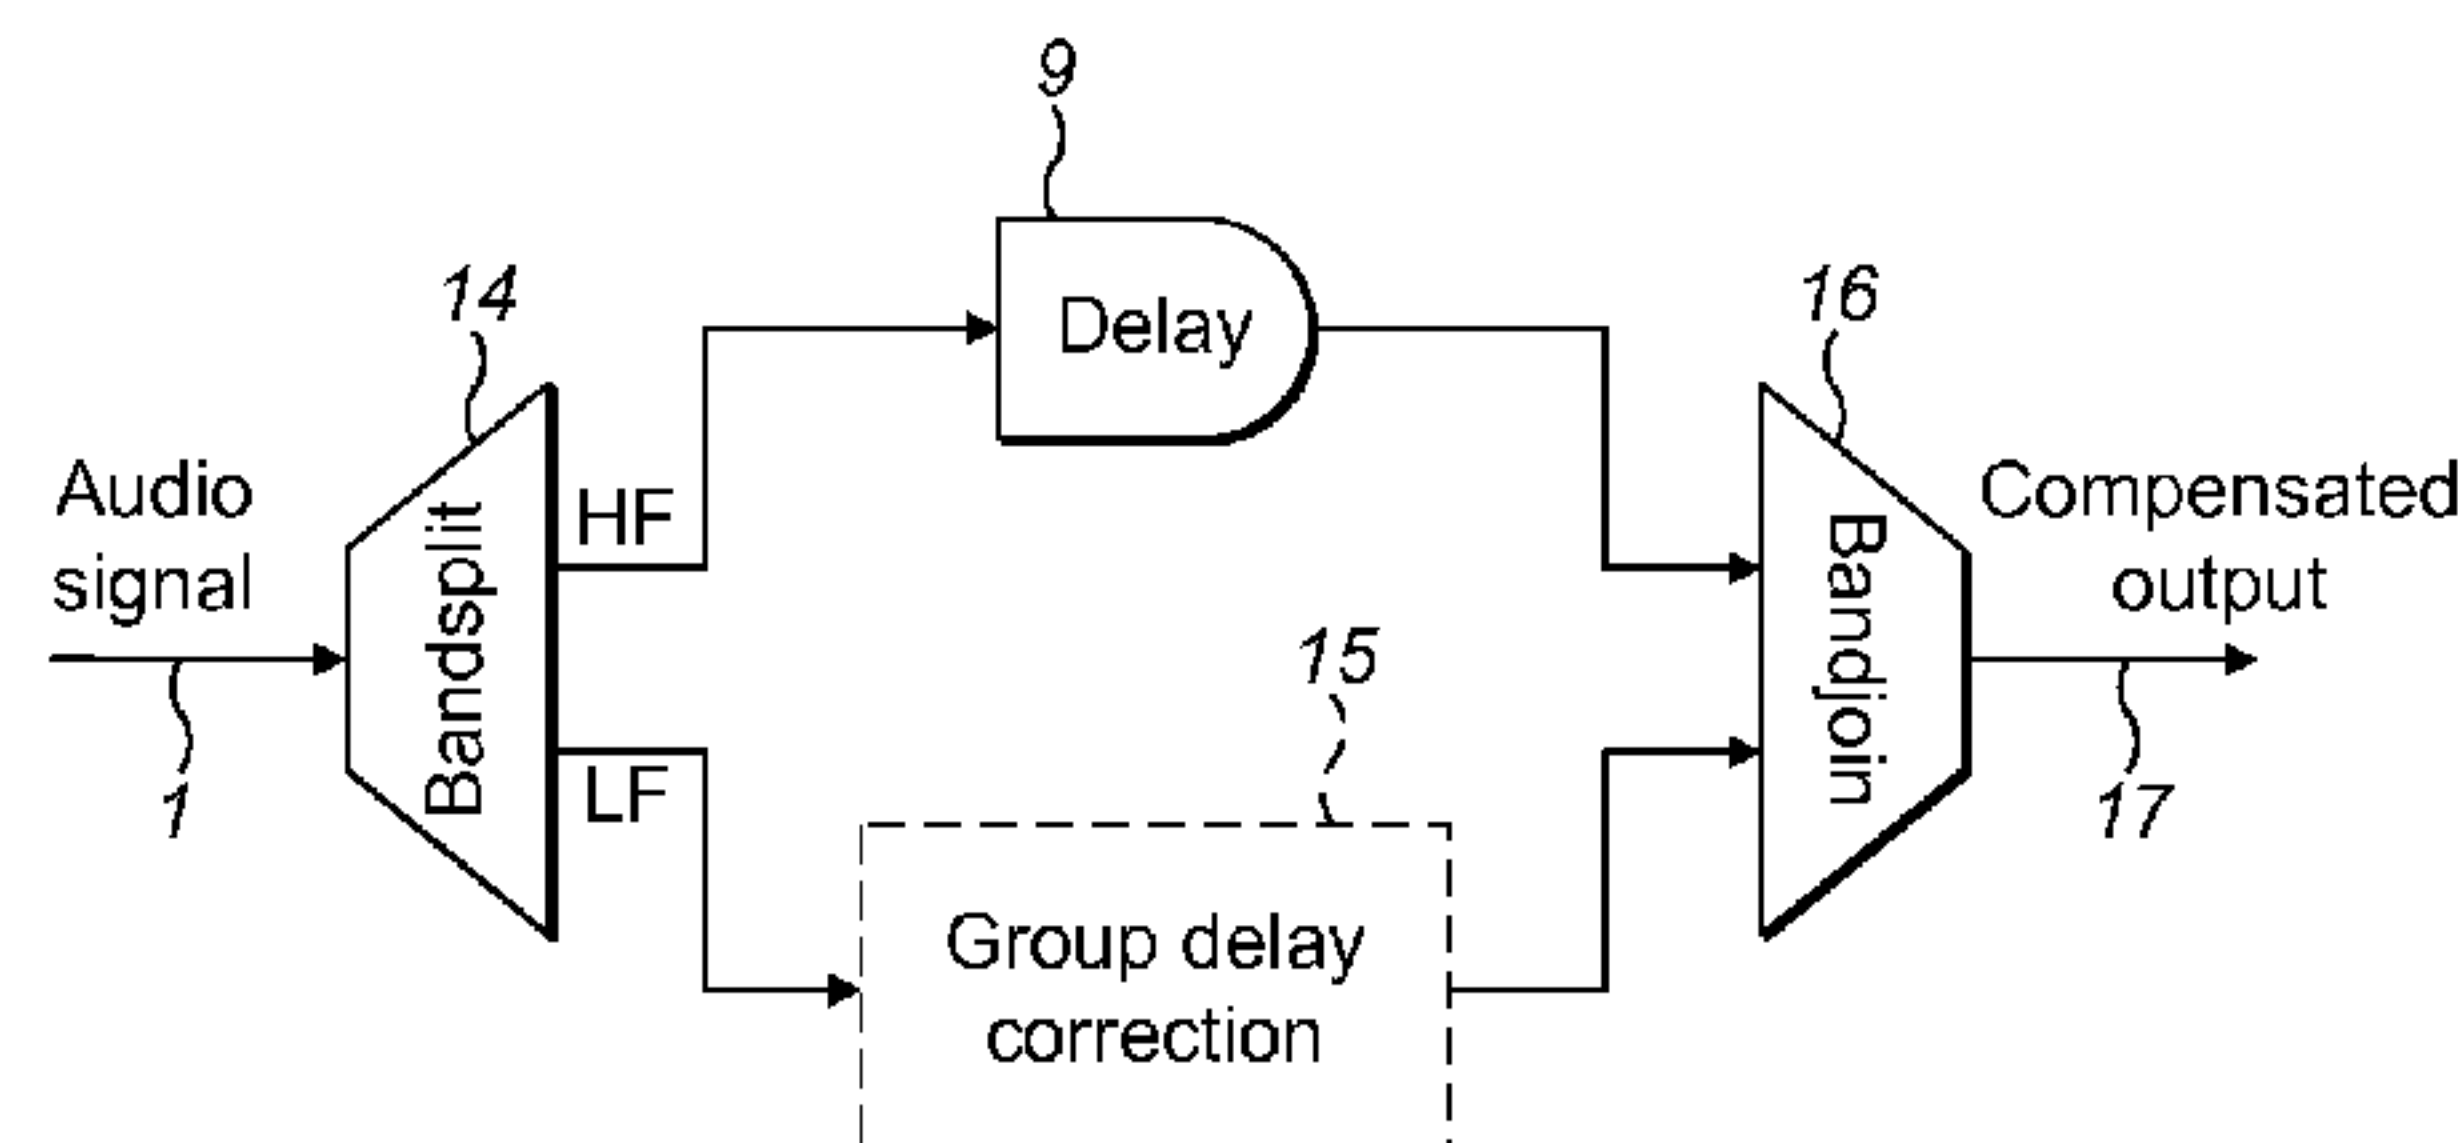 9
14
16
Delay
Audio
signal
HF
Bandsplit
Bandjoin
Compensated
output
15
LF
1
17
Group delay
correction